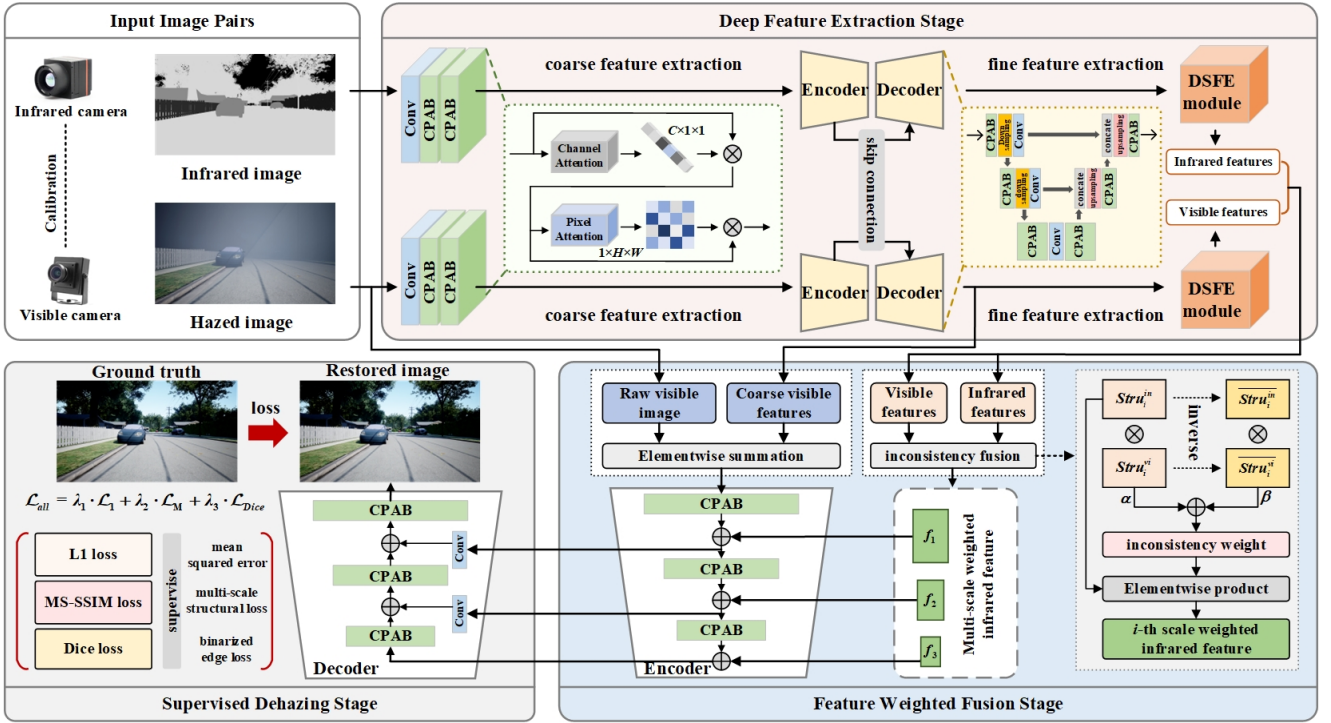 Input Image Pairs
Infrared camera
Calibration
Visible camera
Infrared image
Hazed image
Deep Feature Extraction Stage
Conv
CPAB
CPAB
coarse feature extraction
Encoder
Decoder
fine feature extraction
DSFE
module
Channel
Attention
C×1×1
Pixel
Attention
1×H×W
skip connection
CPAB
Down
sampling
Conv
concate
upsampling
CPAB
CPAB
down
sampling
Conv
concate
upsampling
CPAB
CPAB
Conv
CPAB
Infrared features
Visible features
Conv
CPAB
CPAB
coarse feature extraction
Encoder
Decoder
fine feature extraction
DSFE
module
Ground truth
Restored image
loss
ℒall = λ1·ℒ1 + λ2·ℒM + λ3·ℒDice
L1 loss
MS-SSIM loss
Dice loss
supervise
mean
squared error
multi-scale
structural loss
binarized
edge loss
CPAB
Conv
CPAB
Conv
CPAB
Decoder
Supervised Dehazing Stage
Raw visible
image
Coarse visible
features
Elementwise summation
Visible
features
Infrared
features
inconsistency fusion
CPAB
CPAB
CPAB
Encoder
f1
f2
f3
Multi-scale weighted
infrared feature
Struᵢⁱⁿ
S̅t̅r̅u̅ᵢⁱⁿ
inverse
Struᵢᵛⁱ
S̅t̅r̅u̅ᵢᵛⁱ
α
β
inconsistency weight
Elementwise product
i-th scale weighted
infrared feature
Feature Weighted Fusion Stage